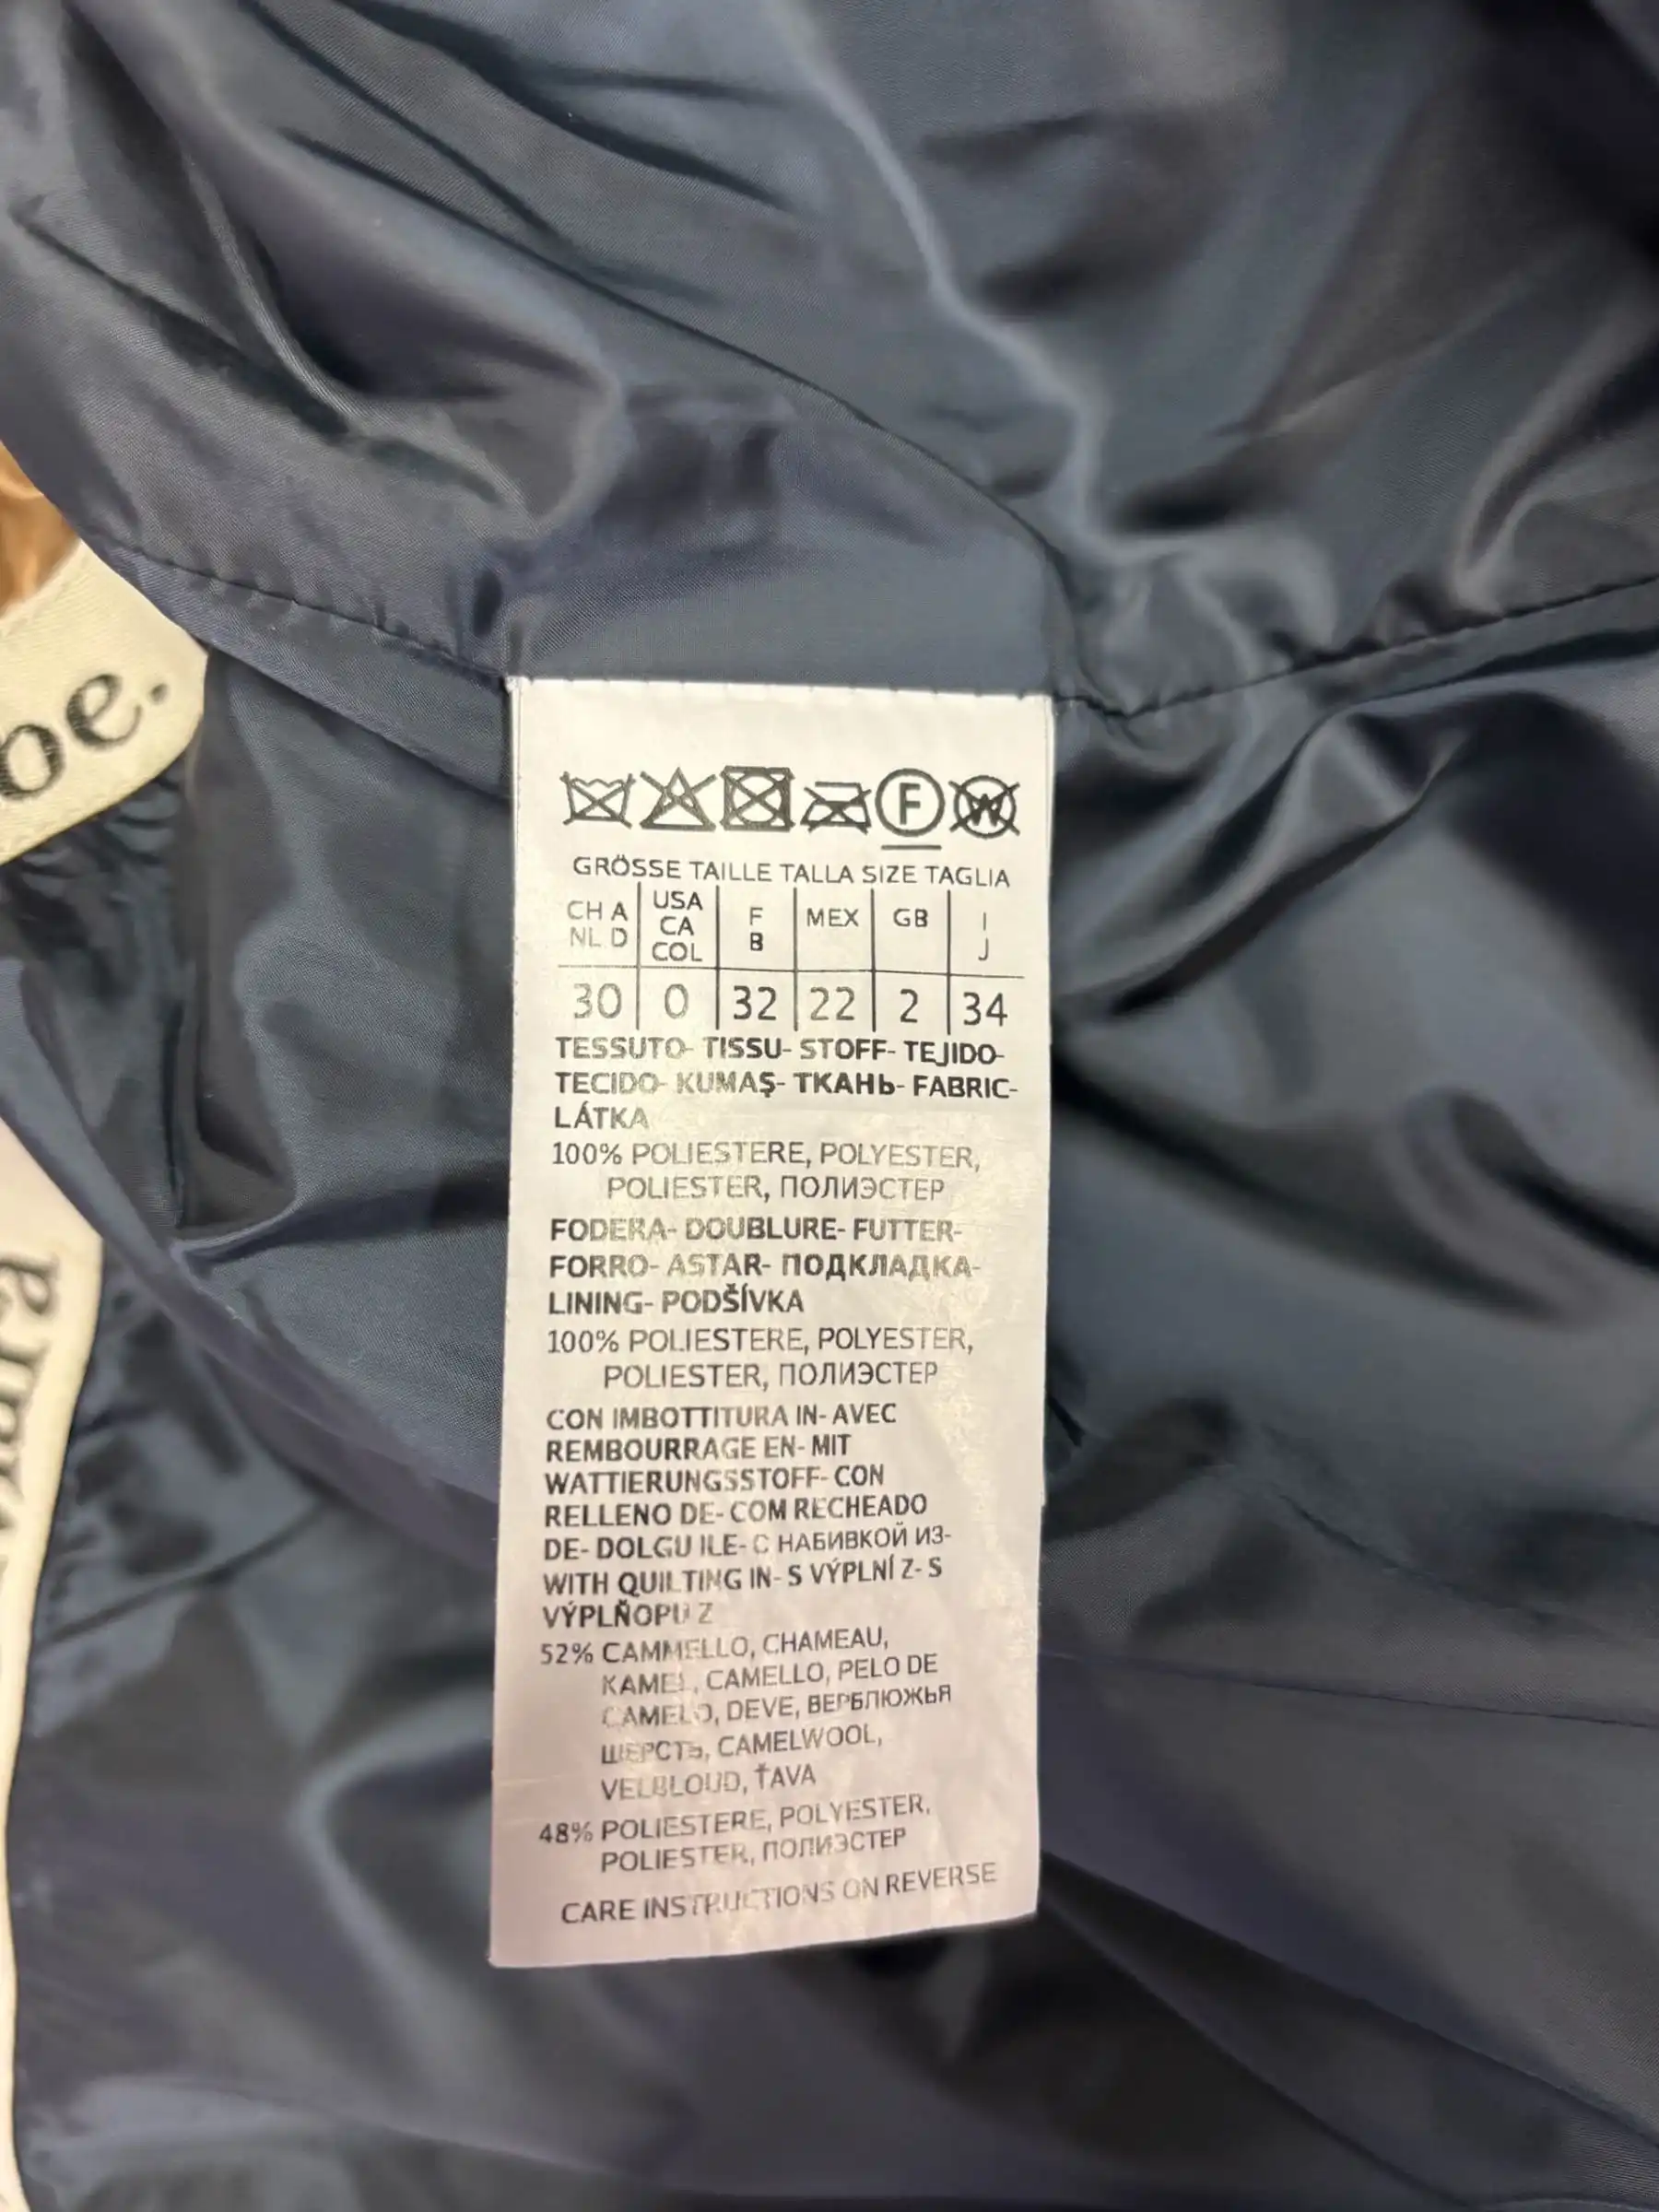 be.
F
W
GRÖSSE TAILLE TALLA SIZE TAGLIA
CH A NL D | USA CA COL | F B | MEX | GB | I J
30 | 0 | 32 | 22 | 2 | 34
TESSUTO- TISSU- STOFF- TEJIDO-
TECIDO- KUMAŞ- ТКАНЬ- FABRIC-
LÁTKA
100% POLIESTERE, POLYESTER,
POLIESTER, ПОЛИЭСТЕР
FODERA- DOUBLURE- FUTTER-
FORRO- ASTAR- ПОДКЛАДКА-
LINING- PODŠÍVKA
100% POLIESTERE, POLYESTER,
POLIESTER, ПОЛИЭСТЕР
CON IMBOTTITURA IN- AVEC
REMBOURRAGE EN- MIT
WATTIERUNGSSTOFF- CON
RELLENO DE- COM RECHEADO
DE- DOLGU ILE- С НАБИВКОЙ ИЗ-
WITH QUILTING IN- S VÝPLNÍ Z- S
VÝPLŇOPU Z
52% CAMMELLO, CHAMEAU,
KAMEL, CAMELLO, PELO DE
CAMELO, DEVE, ВЕРБЛЮЖЬЯ
ШЕРСТЬ, CAMELWOOL,
VELBLOUD, ŤAVA
48% POLIESTERE, POLYESTER,
POLIESTER, ПОЛИЭСТЕР
CARE INSTRUCTIONS ON REVERSE